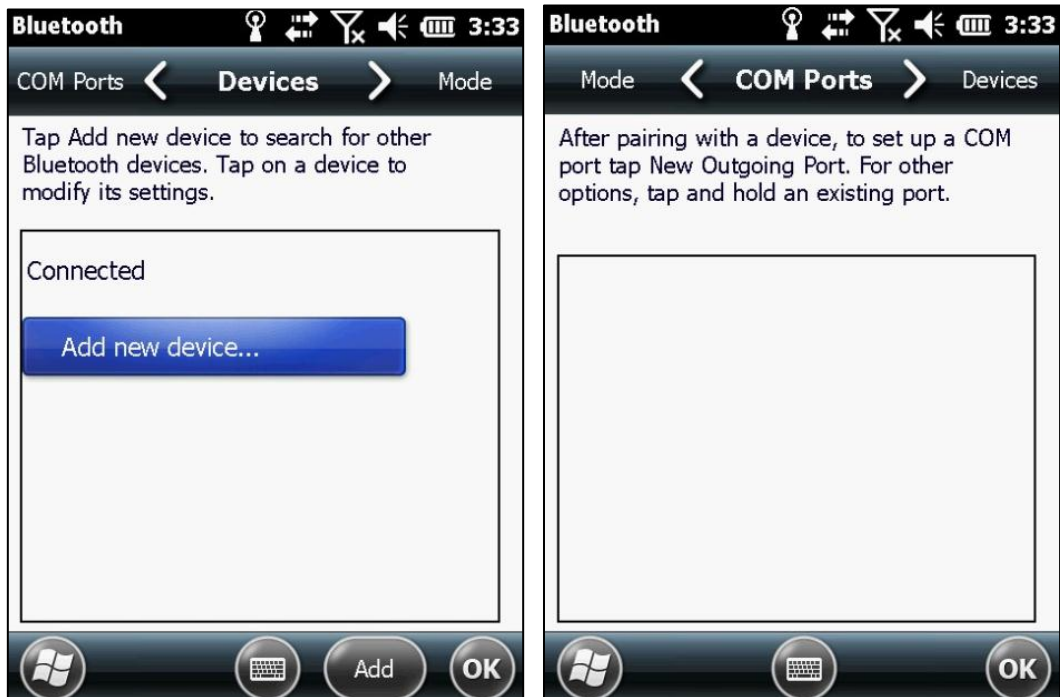 Bluetooth 3:33
COM Ports Devices Mode
Tap Add new device to search for other
Bluetooth devices. Tap on a device to
modify its settings.
Connected
Add new device...
Add OK
Bluetooth 3:33
Mode COM Ports Devices
After pairing with a device, to set up a COM
port tap New Outgoing Port. For other
options, tap and hold an existing port.
OK